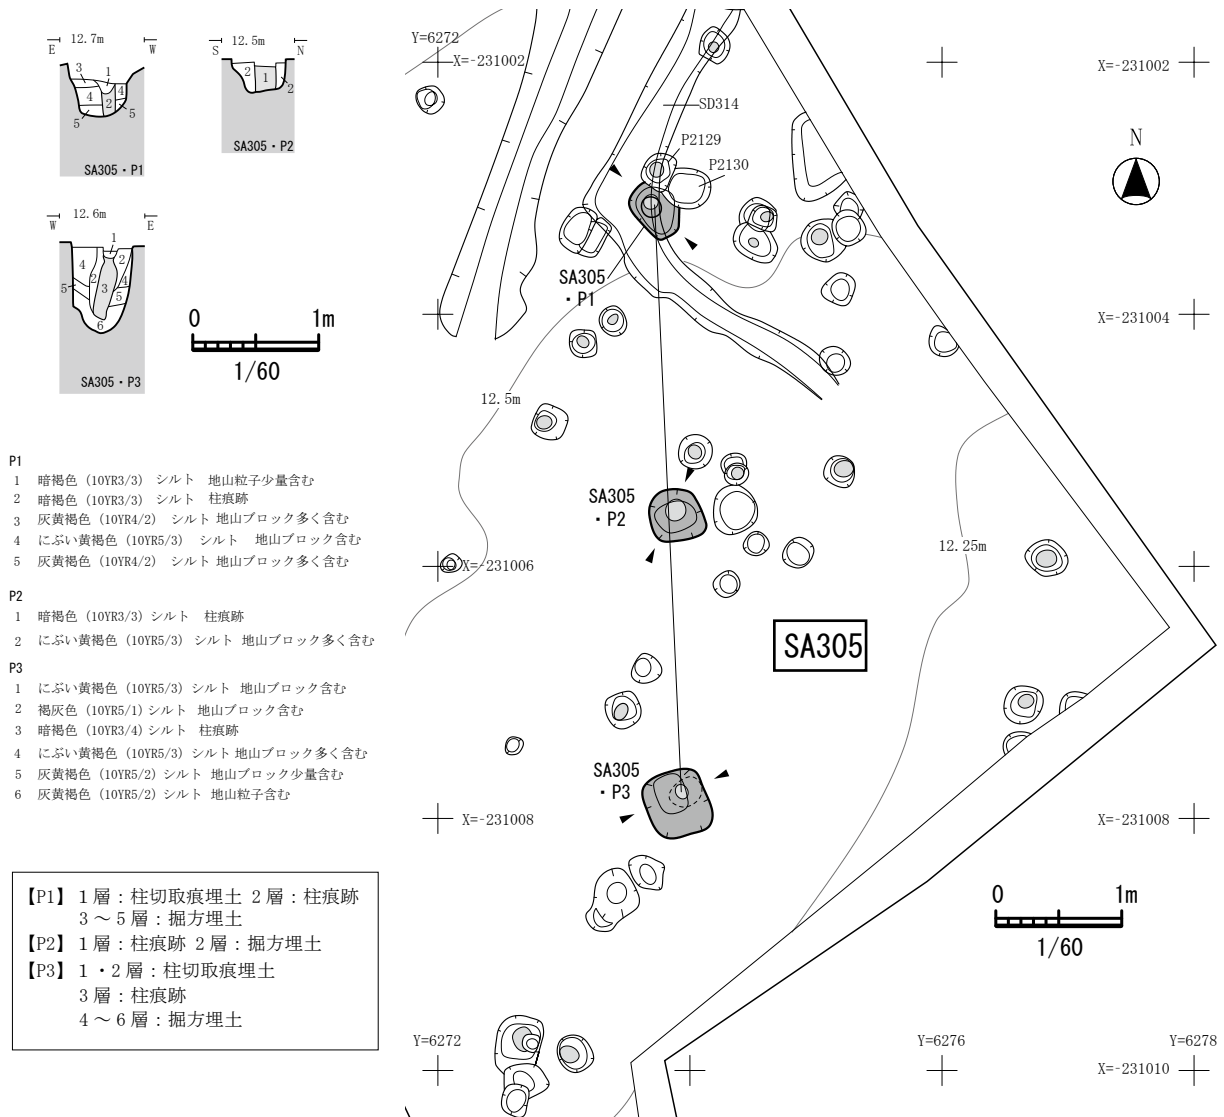 12.7m
E W
3 1
4 4
2
5 5
SA305・P1
12.5m
S N
2 1 2
SA305・P2
12.6m
W E
1
4 2
2 3 4
5 5
6
SA305・P3
0 1m
1/60
P1
1 暗褐色 (10YR3/3) シルト 地山粒子少量含む
2 暗褐色 (10YR3/3) シルト 柱痕跡
3 灰黄褐色 (10YR4/2) シルト 地山ブロック多く含む
4 にぶい黄褐色 (10YR5/3) シルト 地山ブロック含む
5 灰黄褐色 (10YR4/2) シルト 地山ブロック多く含む
P2
1 暗褐色 (10YR3/3) シルト 柱痕跡
2 にぶい黄褐色 (10YR5/3) シルト 地山ブロック多く含む
P3
1 にぶい黄褐色 (10YR5/3) シルト 地山ブロック含む
2 褐灰色 (10YR5/1) シルト 地山ブロック含む
3 暗褐色 (10YR3/4) シルト 柱痕跡
4 にぶい黄褐色 (10YR5/3) シルト 地山ブロック多く含む
5 灰黄褐色 (10YR5/2) シルト 地山ブロック少量含む
6 灰黄褐色 (10YR5/2) シルト 地山粒子含む
【P1】 1層：柱切取痕埋土 2層：柱痕跡
3～5層：掘方埋土
【P2】 1層：柱痕跡 2層：掘方埋土
【P3】 1・2層：柱切取痕埋土
3層：柱痕跡
4～6層：掘方埋土
Y=6272
X=-231002
X=-231002
SD314
P2129
P2130
N
SA305
・P1
X=-231004
12.5m
SA305
・P2
12.25m
X=-231006
SA305
SA305
・P3
X=-231008
X=-231008
0 1m
1/60
Y=6272
Y=6276
Y=6278
X=-231010